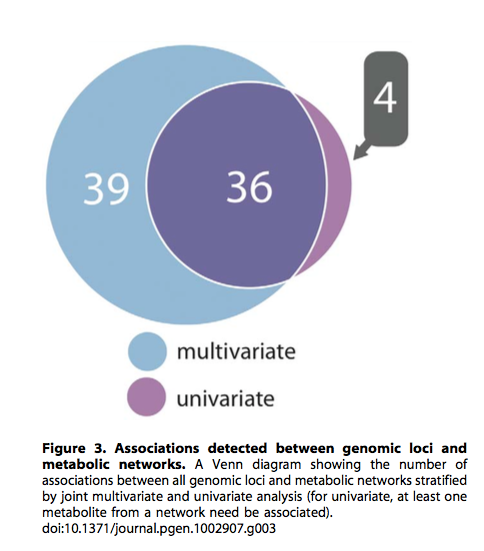 4
39
36
multivariate
univariate
Figure 3. Associations detected between genomic loci and
metabolic networks. A Venn diagram showing the number of
associations between all genomic loci and metabolic networks stratified
by joint multivariate and univariate analysis (for univariate, at least one
metabolite from a network need be associated).
doi:10.1371/journal.pgen.1002907.g003